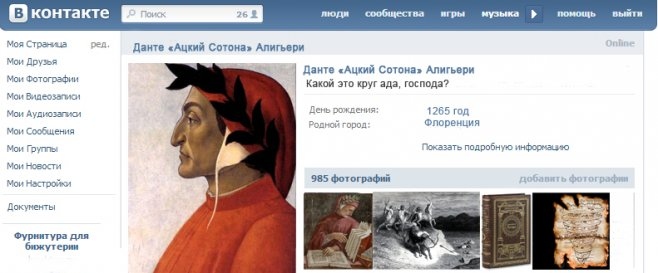 В контакте Поиск 26 люди сообщества игры музыка помощь выйти
Моя Страница ред.
Мои Друзья
Мои Фотографии
Мои Видеозаписи
Мои Аудиозаписи
Мои Сообщения
Мои Группы
Мои Новости
Мои Настройки
Документы
Фурнитура для
бижутерии
Данте «Ацкий Сотона» Алигьери Online
Данте «Ацкий Сотона» Алигьери
Какой это круг ада, господа?
День рождения: 1265 год
Родной город: Флоренция
Показать подробную информацию
985 фотографий добавить фотографии